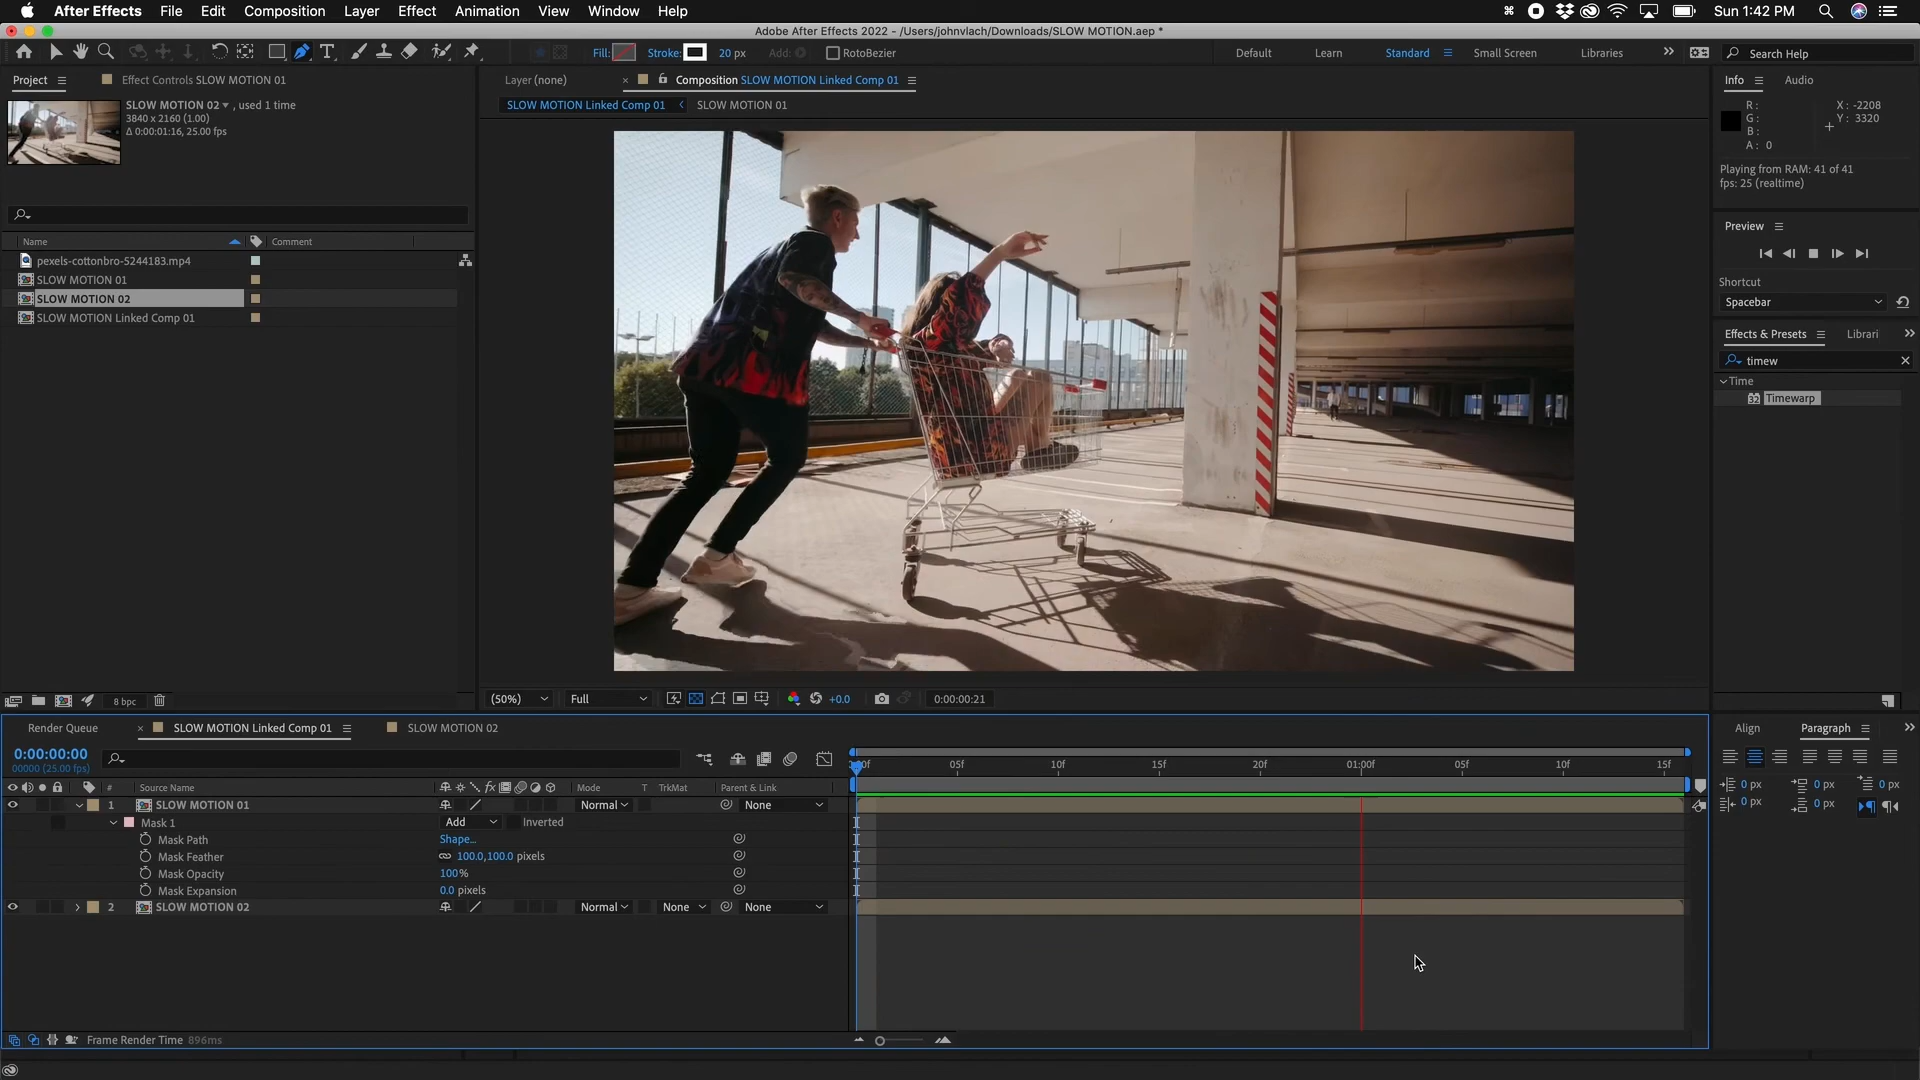 After Effects File Edit Composition Layer Effect Animation View Window Help
Sun 1:42 PM
Adobe After Effects 2022 - /Users/johnvlach/Downloads/SLOW MOTION.aep *
Fill: Stroke: 20 px Add: RotoBezier
Default Learn Standard Small Screen Libraries
Search Help
Project Effect Controls SLOW MOTION 01
SLOW MOTION 02 , used 1 time
3840 x 2160 (1.00)
Δ 0:00:01:16, 25.00 fps
Name Comment
pexels-cottonbro-5244183.mp4
SLOW MOTION 01
SLOW MOTION 02
SLOW MOTION Linked Comp 01
8 bpc
Layer (none) × Composition SLOW MOTION Linked Comp 01
SLOW MOTION Linked Comp 01 SLOW MOTION 01
(50%) Full +0.0 0:00:00:21
Info Audio
R: X: -2208
G: Y: 3320
B:
A: 0
Playing from RAM: 41 of 41
fps: 25 (realtime)
Preview
Shortcut
Spacebar
Effects & Presets Librari
timew
Time
32 Timewarp
Render Queue × SLOW MOTION Linked Comp 01 SLOW MOTION 02
0:00:00:00
00000 (25.00 fps)
05f 10f 15f 20f 01:00f 05f 10f 15f
# Source Name Mode T TrkMat Parent & Link
1 SLOW MOTION 01 Normal None
Mask 1 Add Inverted
Mask Path Shape...
Mask Feather 100.0,100.0 pixels
Mask Opacity 100%
Mask Expansion 0.0 pixels
2 SLOW MOTION 02 Normal None None
Frame Render Time 896ms
Align Paragraph
0 px 0 px 0 px
0 px 0 px